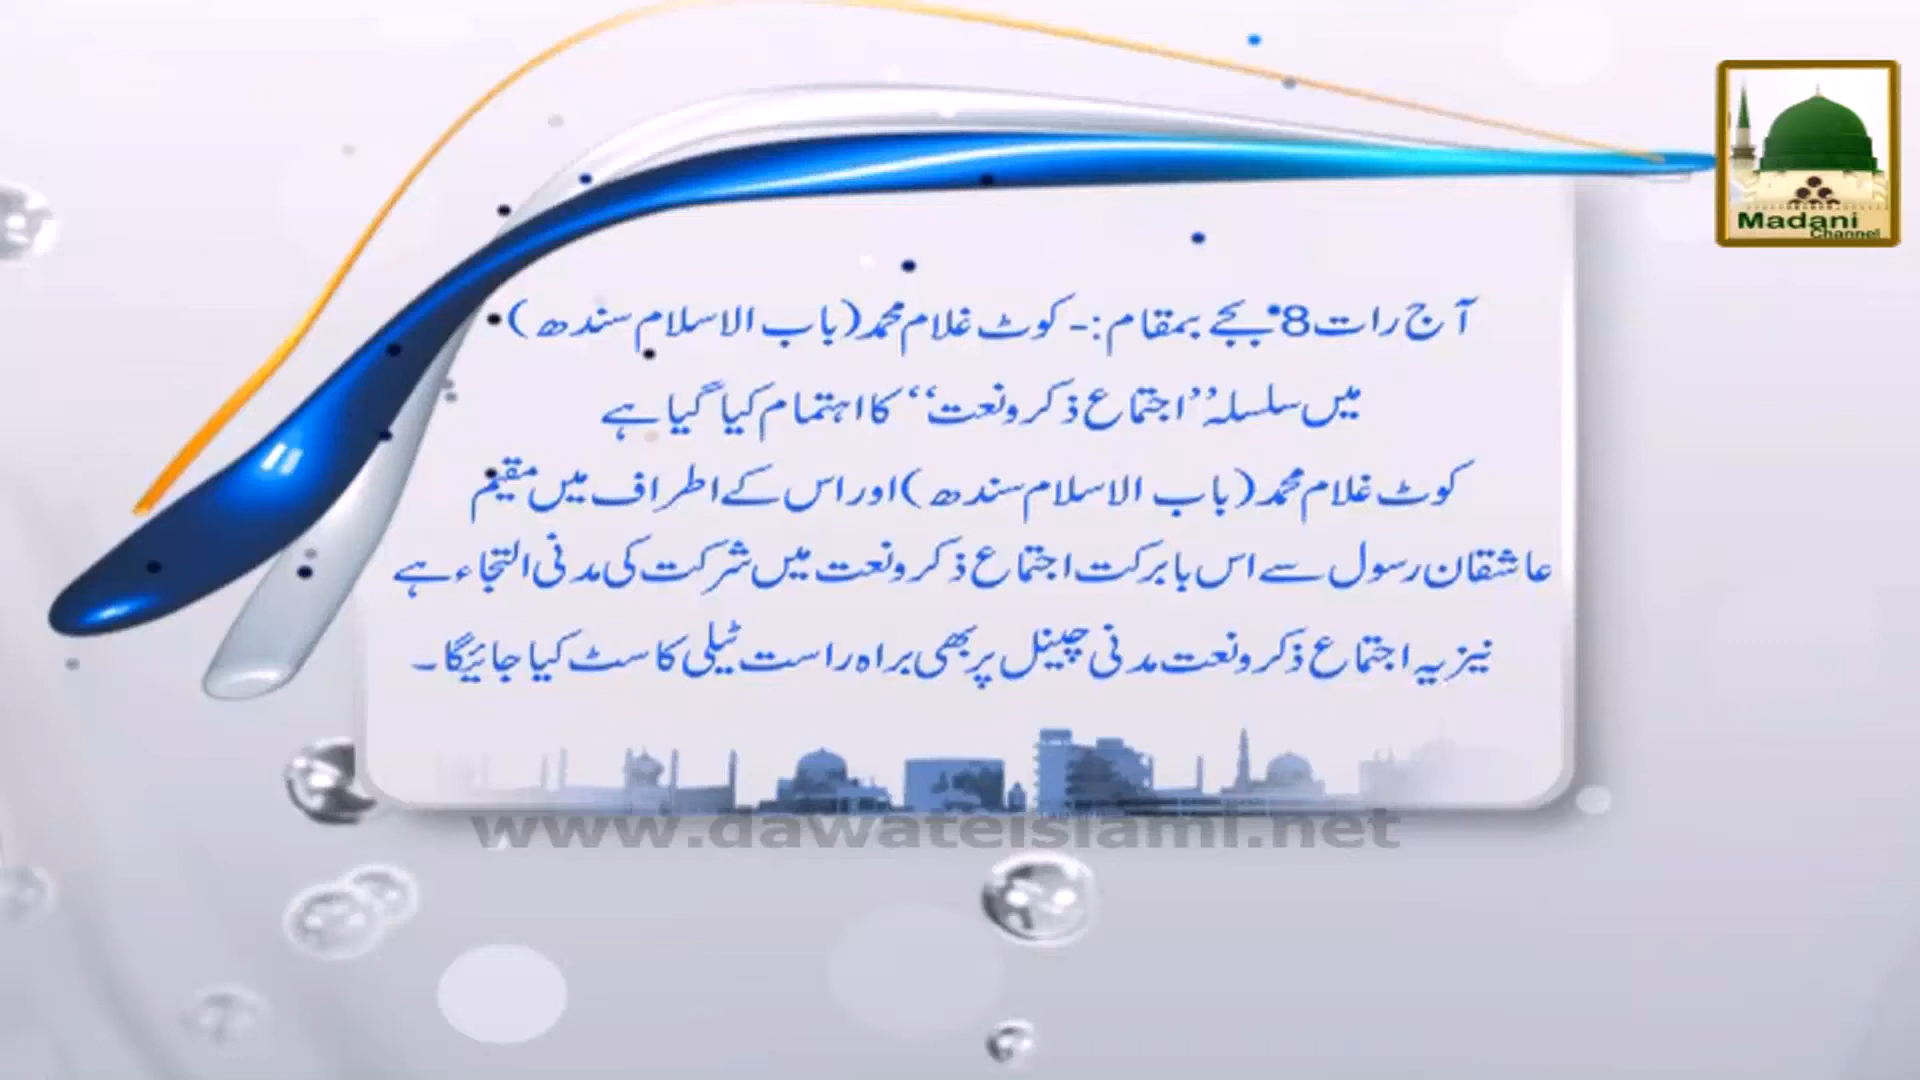 Madani
Channel
آج رات 8 بجے بمقام :- کوٹ غلام محمد (باب الاسلام سندھ)
میں سلسلہ ’’اجتماع ذکر و نعت‘‘ کا اہتمام کیا گیا ہے
کوٹ غلام محمد (باب الاسلام سندھ) اور اس کے اطراف میں مقیم
عاشقان رسول سے اس بابرکت اجتماع ذکر و نعت میں شرکت کی مدنی التجاء ہے
نیز یہ اجتماع ذکر و نعت مدنی چینل پر بھی براہ راست ٹیلی کاسٹ کیا جائیگا۔
www.dawateislami.net